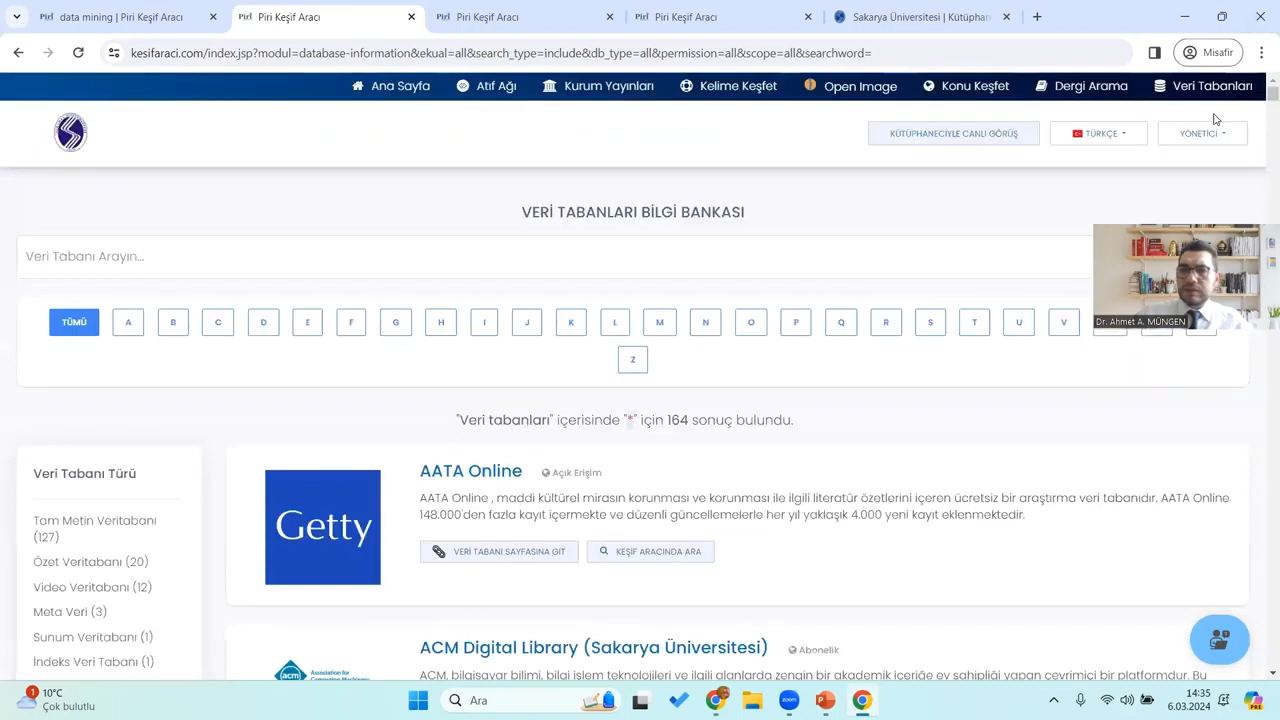 data mining | Piri Keşif Aracı
Piri Keşif Aracı
Piri Keşif Aracı
Piri Keşif Aracı
Sakarya Üniversitesi | Kütüphan
kesifaraci.com/index.jsp?modul=database-information&ekual=all&search_type=include&db_type=all&permission=all&scope=all&searchword=
Misafir
Ana Sayfa
Atıf Ağı
Kurum Yayınları
Kelime Keşfet
Open Image
Konu Keşfet
Dergi Arama
Veri Tabanları
KÜTÜPHANECİYLE CANLI GÖRÜŞ
TÜRKÇE
YÖNETİCİ
VERİ TABANLARI BİLGİ BANKASI
Veri Tabanı Arayın...
TÜMÜ A B C D E F G H I J K L M N O P Q R S T U V
Dr. Ahmet A. MÜNGEN
Z
"Veri tabanları" içerisinde "*" için 164 sonuç bulundu.
Veri Tabanı Türü
Tam Metin Veritabanı
(127)
Özet Veritabanı (20)
Video Veritabanı (12)
Meta Veri (3)
Sunum Veritabanı (1)
İndeks Veri Tabanı (1)
Getty
AATA Online Açık Erişim
AATA Online , maddi kültürel mirasın korunması ve korunması ile ilgili literatür özetlerini içeren ücretsiz bir araştırma veri tabanıdır. AATA Online
148.000'den fazla kayıt içermekte ve düzenli güncellemelerle her yıl yaklaşık 4.000 yeni kayıt eklenmektedir.
VERİ TABANI SAYFASINA GİT
KEŞİF ARACINDA ARA
acm Association for
ACM Digital Library (Sakarya Üniversitesi) Abonelik
1
10°C
Çok bulutlu
Ara
zoom
14:35
6.03.2024